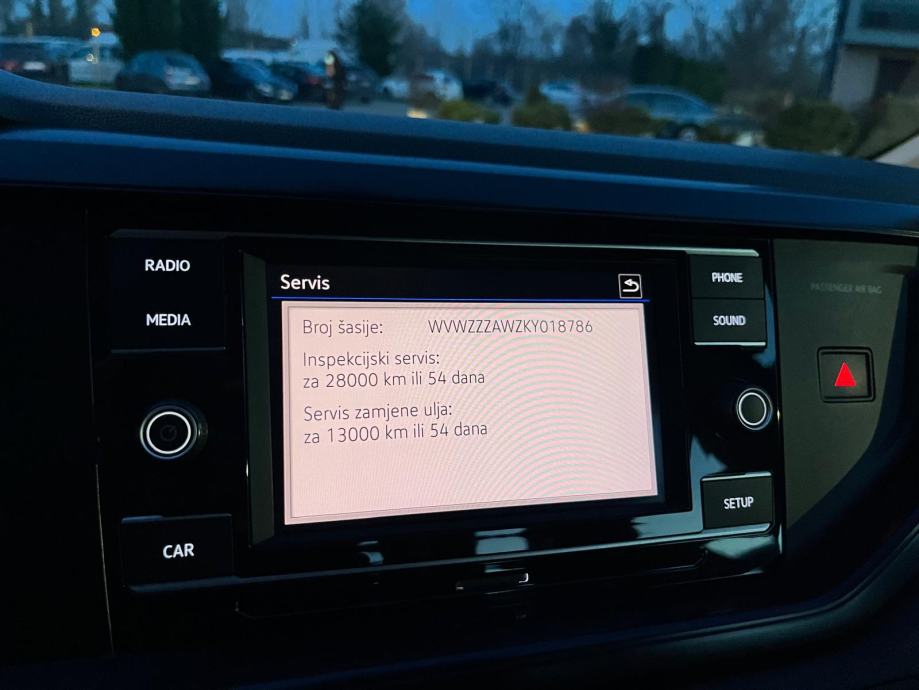 RADIO
MEDIA
CAR
Servis
Broj šasije: WVWZZZAWZKY018786
Inspekcijski servis:
za 28000 km ili 54 dana
Servis zamjene ulja:
za 13000 km ili 54 dana
PHONE
SOUND
SETUP
PASSENGER AIR BAG